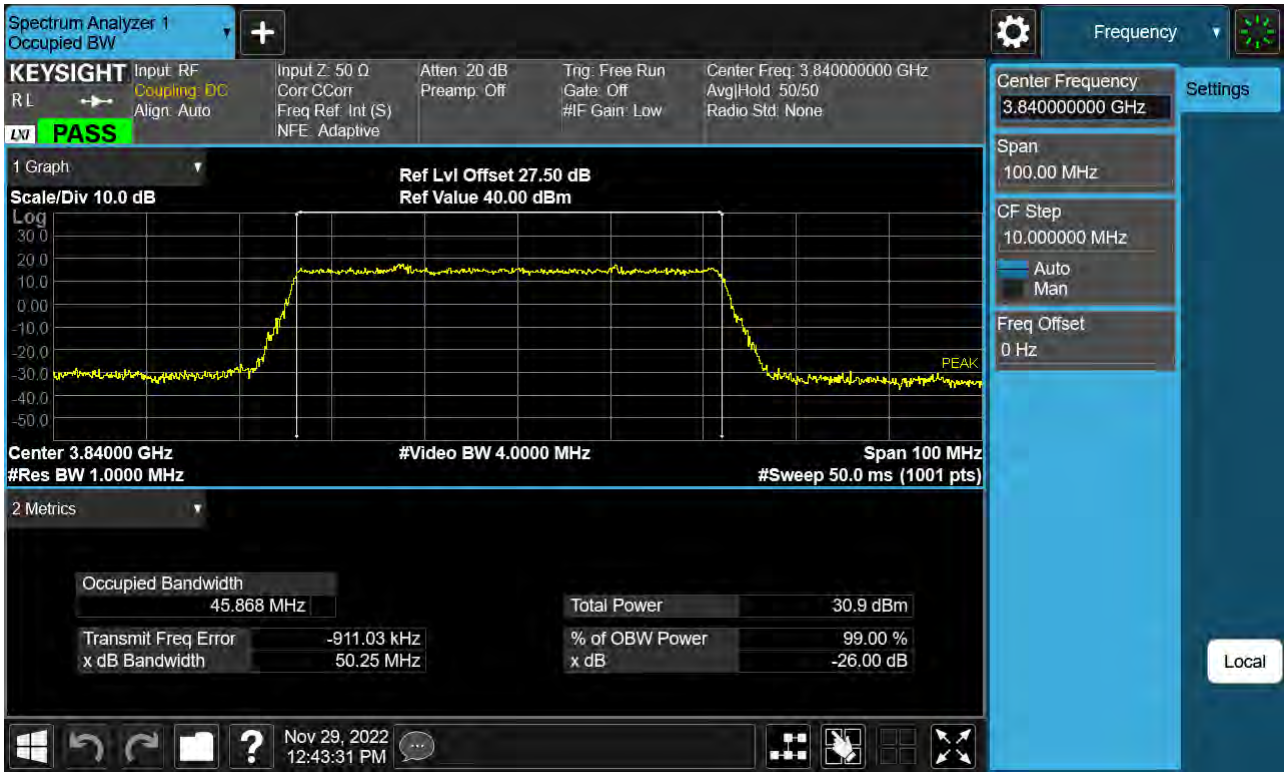 Spectrum Analyzer 1
Occupied BW
+
Frequency
KEYSIGHT
RL
LXI PASS
Input: RF
Coupling: DC
Align: Auto
Input Z: 50 Ω
Corr CCorr
Freq Ref: Int (S)
NFE: Adaptive
Atten: 20 dB
Preamp: Off
Trig: Free Run
Gate: Off
#IF Gain: Low
Center Freq: 3.840000000 GHz
Avg|Hold: 50/50
Radio Std: None
Center Frequency
3.840000000 GHz
Settings
Span
100.00 MHz
CF Step
10.000000 MHz
Auto
Man
Freq Offset
0 Hz
Local
1 Graph
Scale/Div 10.0 dB
Ref Lvl Offset 27.50 dB
Ref Value 40.00 dBm
Log
30.0
20.0
10.0
0.00
-10.0
-20.0
-30.0
-40.0
-50.0
PEAK
Center 3.84000 GHz
#Video BW 4.0000 MHz
Span 100 MHz
#Res BW 1.0000 MHz
#Sweep 50.0 ms (1001 pts)
2 Metrics
Occupied Bandwidth
45.868 MHz
Total Power 30.9 dBm
Transmit Freq Error -911.03 kHz
% of OBW Power 99.00 %
x dB Bandwidth 50.25 MHz
x dB -26.00 dB
?
Nov 29, 2022
12:43:31 PM